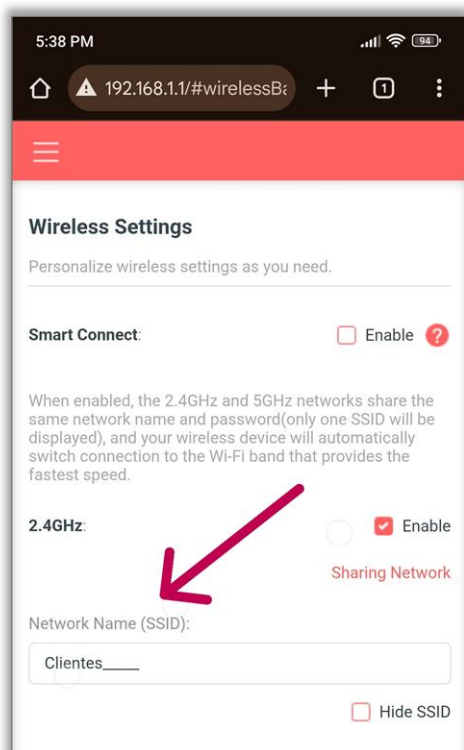 5:38 PM
94
192.168.1.1/#wirelessBa
1
Wireless Settings
Personalize wireless settings as you need.
Smart Connect:
Enable ?
When enabled, the 2.4GHz and 5GHz networks share the
same network name and password(only one SSID will be
displayed), and your wireless device will automatically
switch connection to the Wi-Fi band that provides the
fastest speed.
2.4GHz:
Enable
Sharing Network
Network Name (SSID):
Clientes_____
Hide SSID